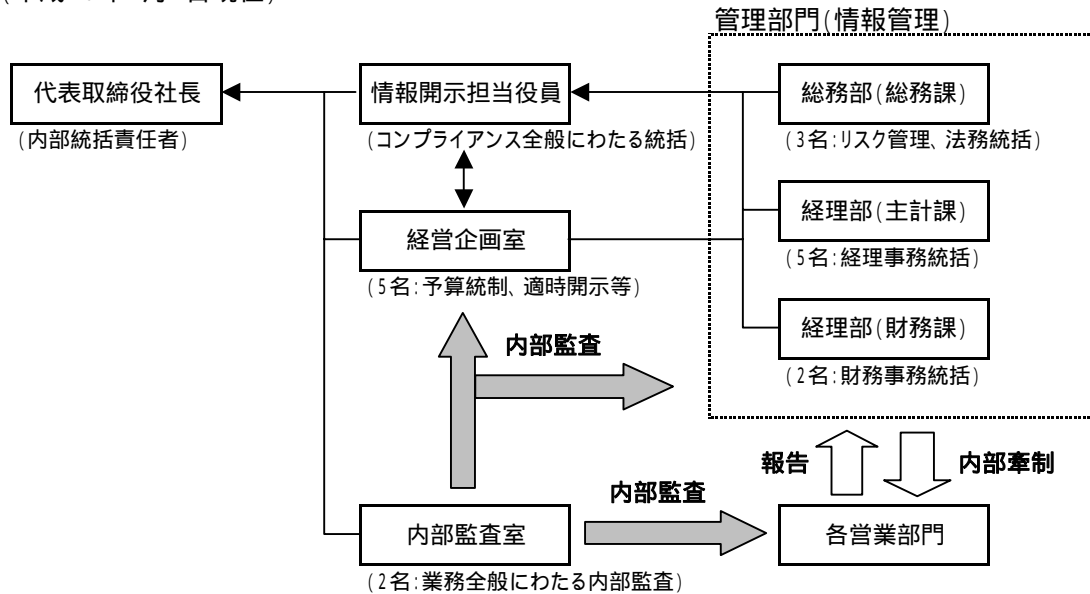 管理部門(情報管理)
代表取締役社長
(内部統括責任者)
情報開示担当役員
(コンプライアンス全般にわたる統括)
総務部(総務課)
(3名:リスク管理、法務統括)
経営企画室
(5名:予算統制、適時開示等)
経理部(主計課)
(5名:経理事務統括)
経理部(財務課)
(2名:財務事務統括)
内部監査
報告
内部牽制
内部監査
内部監査室
(2名:業務全般にわたる内部監査)
各営業部門